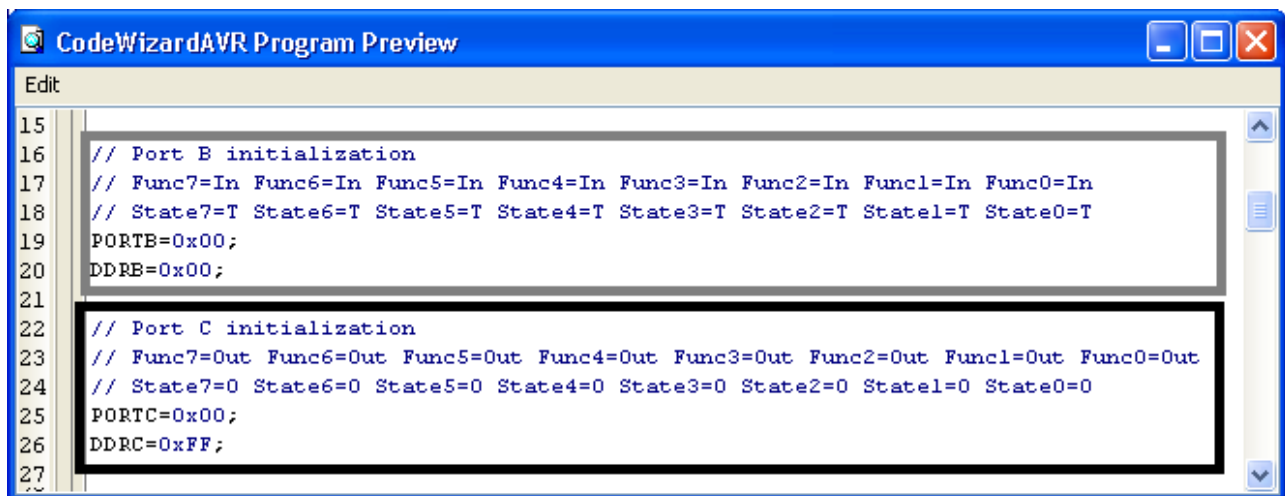 CodeWizardAVR Program Preview
Edit
15
16 // Port B initialization
17 // Func7=In Func6=In Func5=In Func4=In Func3=In Func2=In Func1=In Func0=In
18 // State7=T State6=T State5=T State4=T State3=T State2=T State1=T State0=T
19 PORTB=0x00;
20 DDRB=0x00;
21
22 // Port C initialization
23 // Func7=Out Func6=Out Func5=Out Func4=Out Func3=Out Func2=Out Func1=Out Func0=Out
24 // State7=0 State6=0 State5=0 State4=0 State3=0 State2=0 State1=0 State0=0
25 PORTC=0x00;
26 DDRC=0xFF;
27